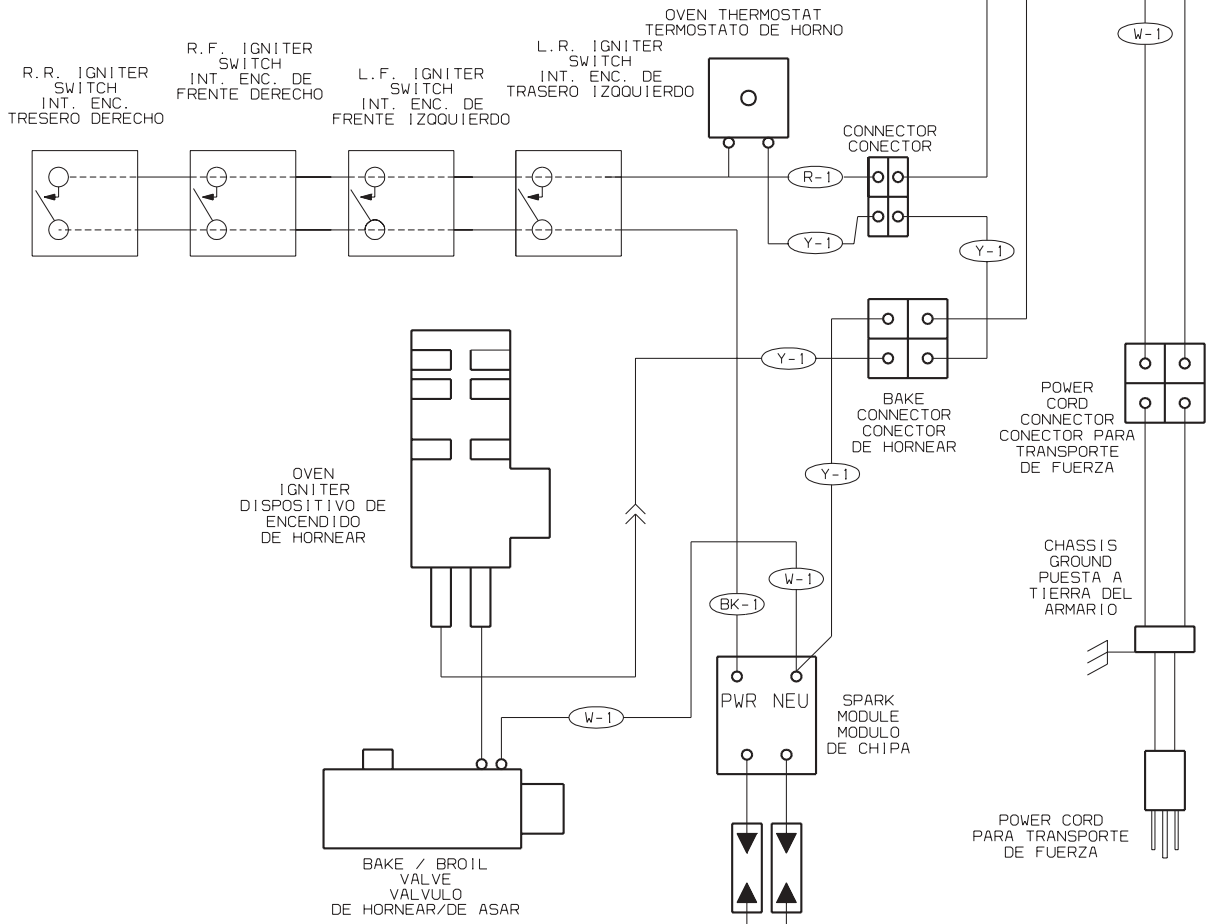 OVEN THERMOSTAT
TERMOSTATO DE HORNO
R.R. IGNITER
SWITCH
INT. ENC.
TRESERO DERECHO
R.F. IGNITER
SWITCH
INT. ENC. DE
FRENTE DERECHO
L.F. IGNITER
SWITCH
INT. ENC. DE
FRENTE IZQQUIERDO
L.R. IGNITER
SWITCH
INT. ENC. DE
TRASERO IZQQUIERDO
W-1
CONNECTOR
CONECTOR
R-1
Y-1
Y-1
Y-1
BAKE
CONNECTOR
CONECTOR
DE HORNEAR
POWER
CORD
CONNECTOR
CONECTOR PARA
TRANSPORTE
DE FUERZA
Y-1
OVEN
IGNITER
DISPOSITIVO DE
ENCENDIDO
DE HORNEAR
CHASSIS
GROUND
PUESTA A
TIERRA DEL
ARMARIO
W-1
BK-1
PWR NEU
W-1
SPARK
MODULE
MODULO
DE CHIPA
POWER CORD
PARA TRANSPORTE
DE FUERZA
BAKE / BROIL
VALVE
VALVULO
DE HORNEAR/DE ASAR